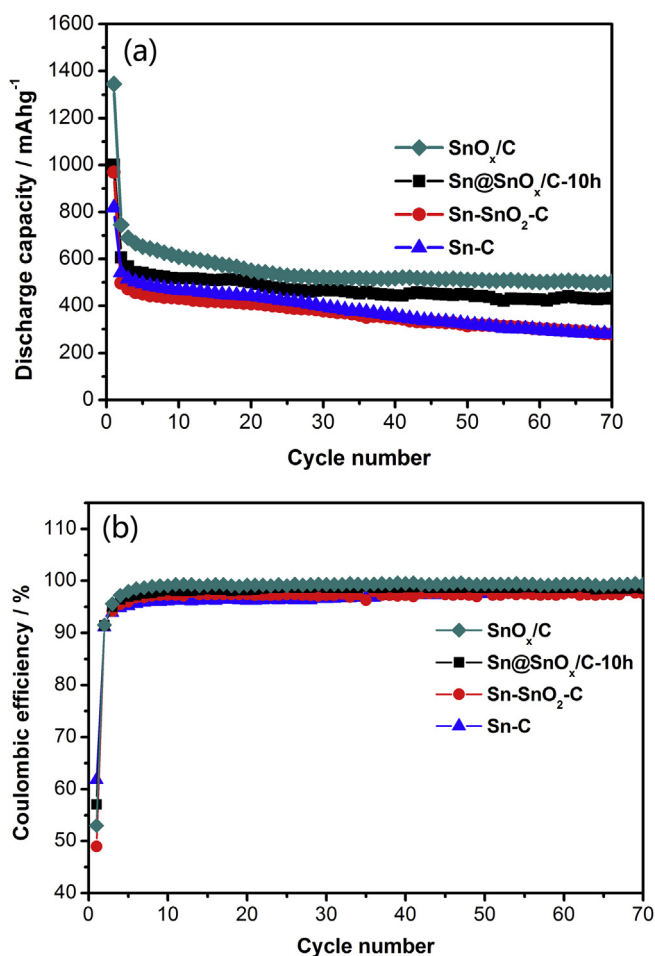 (a)
Discharge capacity / mAhg⁻¹
1600
1400
1200
1000
800
600
400
200
0
SnOₓ/C
Sn@SnOₓ/C-10h
Sn-SnO₂-C
Sn-C
0 10 20 30 40 50 60 70
Cycle number
(b)
Coulombic efficiency / %
110
100
90
80
70
60
50
40
SnOₓ/C
Sn@SnOₓ/C-10h
Sn-SnO₂-C
Sn-C
0 10 20 30 40 50 60 70
Cycle number